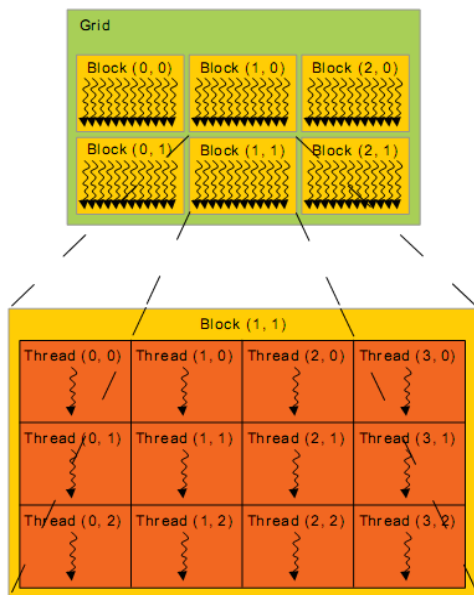 Grid
Block (0, 0) Block (1, 0) Block (2, 0)
Block (0, 1) Block (1, 1) Block (2, 1)
Block (1, 1)
Thread (0, 0) Thread (1, 0) Thread (2, 0) Thread (3, 0)
Thread (0, 1) Thread (1, 1) Thread (2, 1) Thread (3, 1)
Thread (0, 2) Thread (1, 2) Thread (2, 2) Thread (3, 2)